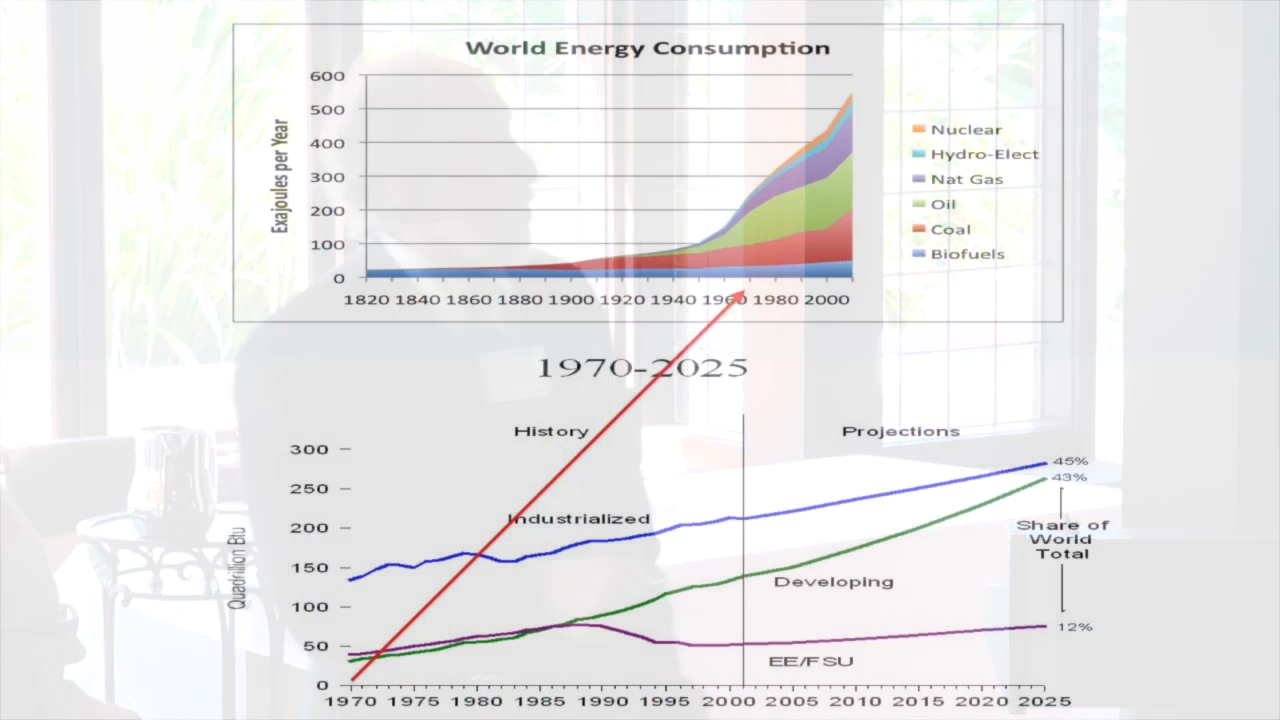 World Energy Consumption
Exajoules per Year
600
500
400
300
200
100
0
1820 1840 1860 1880 1900 1920 1940 1960 1980 2000
Nuclear
Hydro-Elect
Nat Gas
Oil
Coal
Biofuels
1970-2025
History
Projections
Quadrillion Btu
300
250
200
150
100
50
0
Industrialized
Developing
EE/FSU
45%
43%
Share of
World
Total
12%
1970 1975 1980 1985 1990 1995 2000 2005 2010 2015 2020 2025